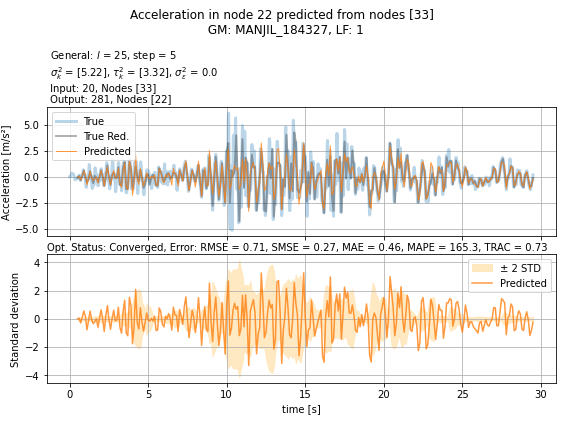 Acceleration in node 22 predicted from nodes [33]
GM: MANJIL_184327, LF: 1
General: l = 25, step = 5
σ²ₖ = [5.22], τ²ₖ = [3.32], σ²ε = 0.0
Input: 20, Nodes [33]
Output: 281, Nodes [22]
True
True Red.
Predicted
Acceleration [m/s²]
5.0
2.5
0.0
−2.5
−5.0
Opt. Status: Converged, Error: RMSE = 0.71, SMSE = 0.27, MAE = 0.46, MAPE = 165.3, TRAC = 0.73
± 2 STD
Predicted
Standard deviation
4
2
0
−2
−4
0 5 10 15 20 25 30
time [s]